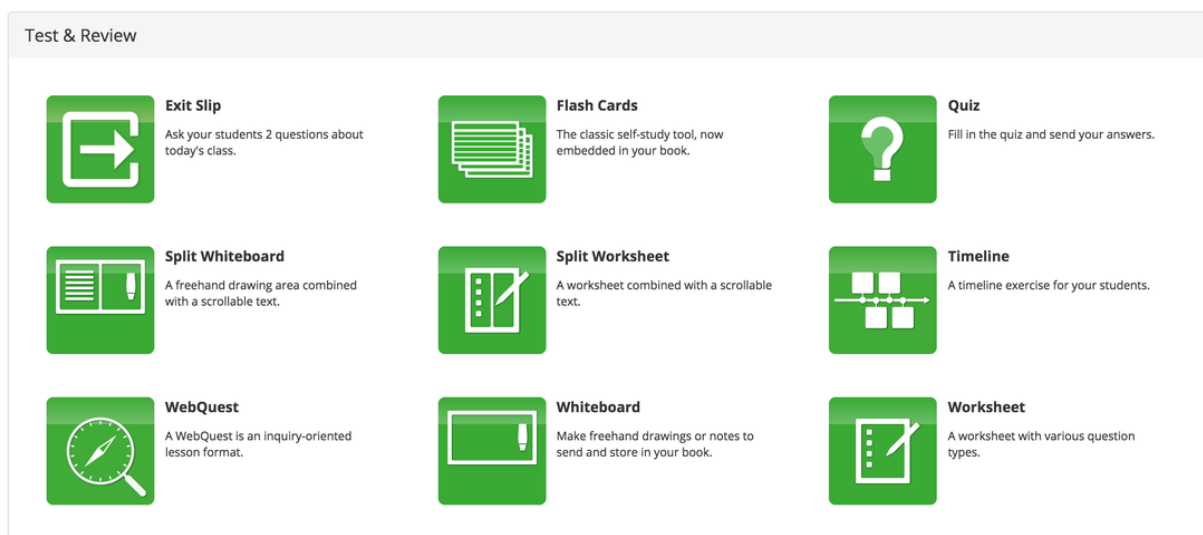 Test & Review
Exit Slip
Ask your students 2 questions about
today's class.
Flash Cards
The classic self-study tool, now
embedded in your book.
Quiz
Fill in the quiz and send your answers.
Split Whiteboard
A freehand drawing area combined
with a scrollable text.
Split Worksheet
A worksheet combined with a scrollable
text.
Timeline
A timeline exercise for your students.
WebQuest
A WebQuest is an inquiry-oriented
lesson format.
Whiteboard
Make freehand drawings or notes to
send and store in your book.
Worksheet
A worksheet with various question
types.